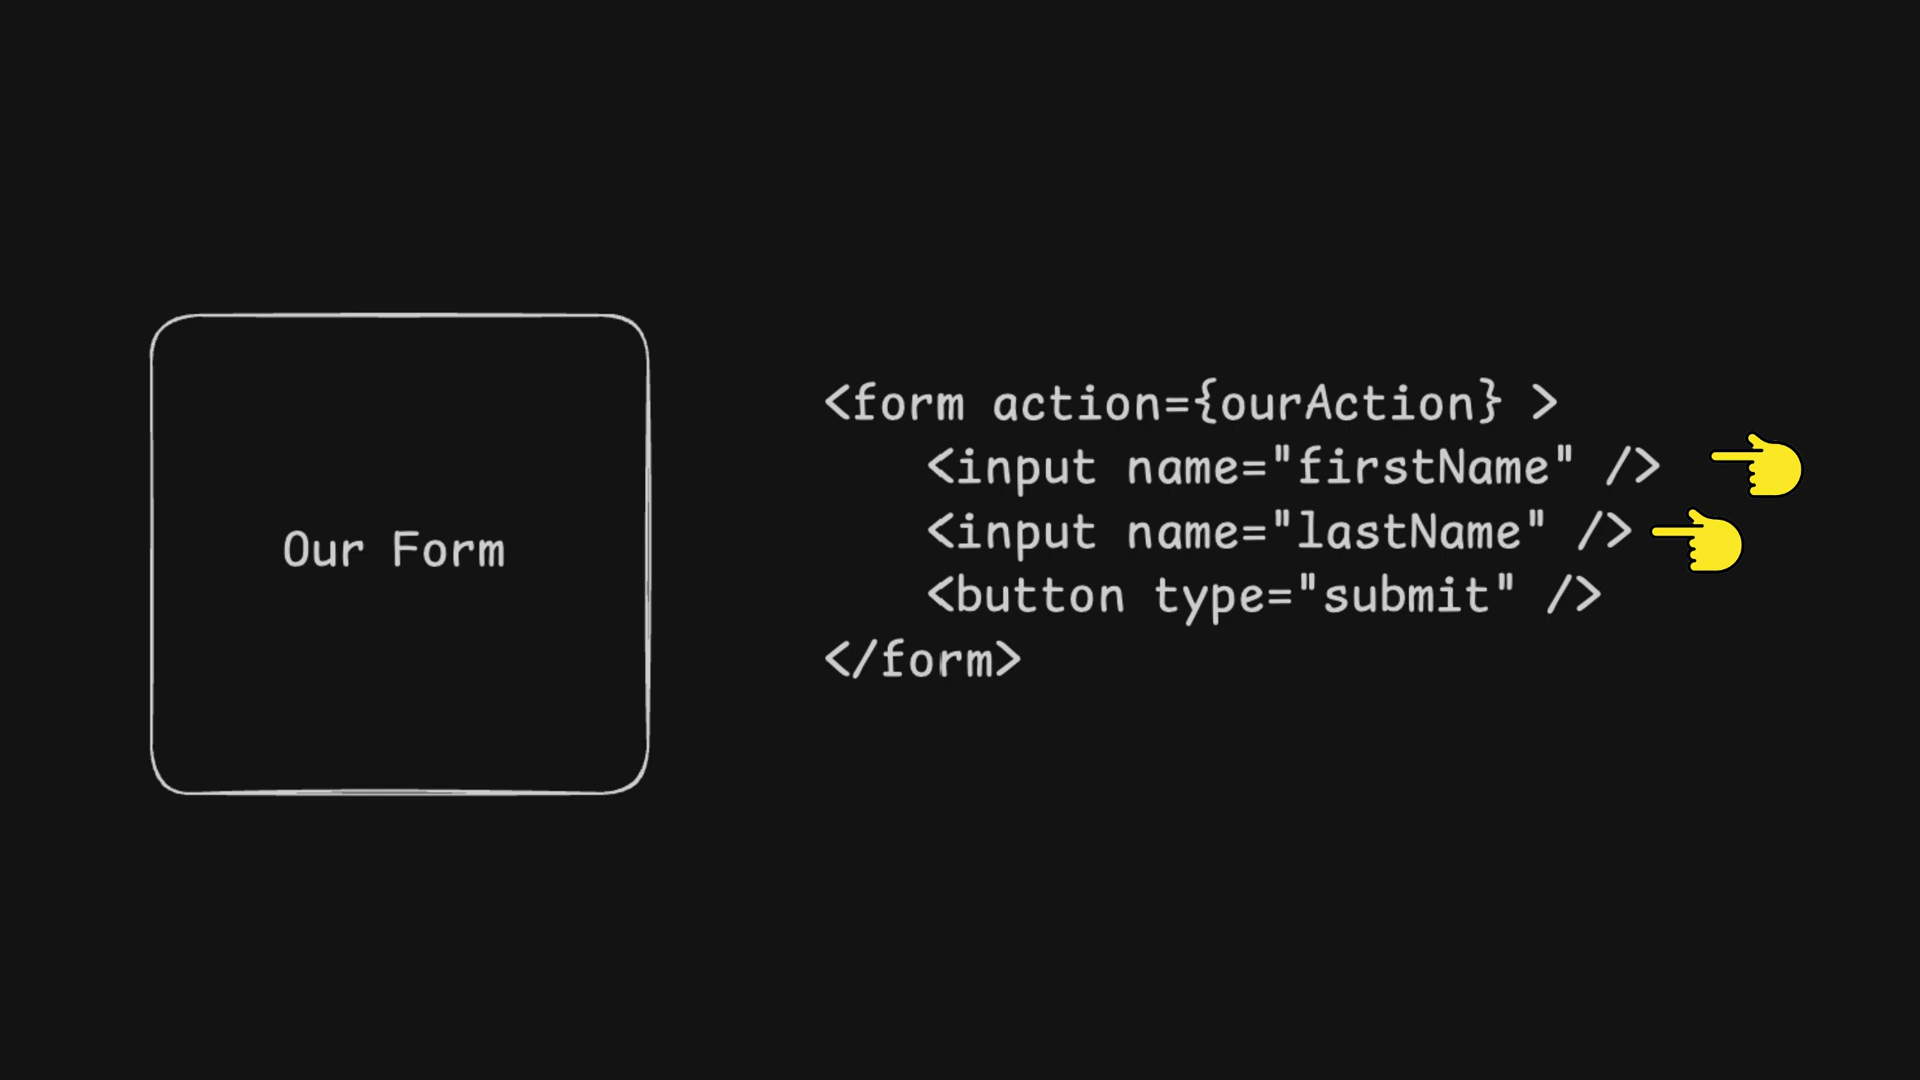 Our Form
<form action={ourAction} >
<input name="firstName" />
<input name="lastName" />
<button type="submit" />
</form>